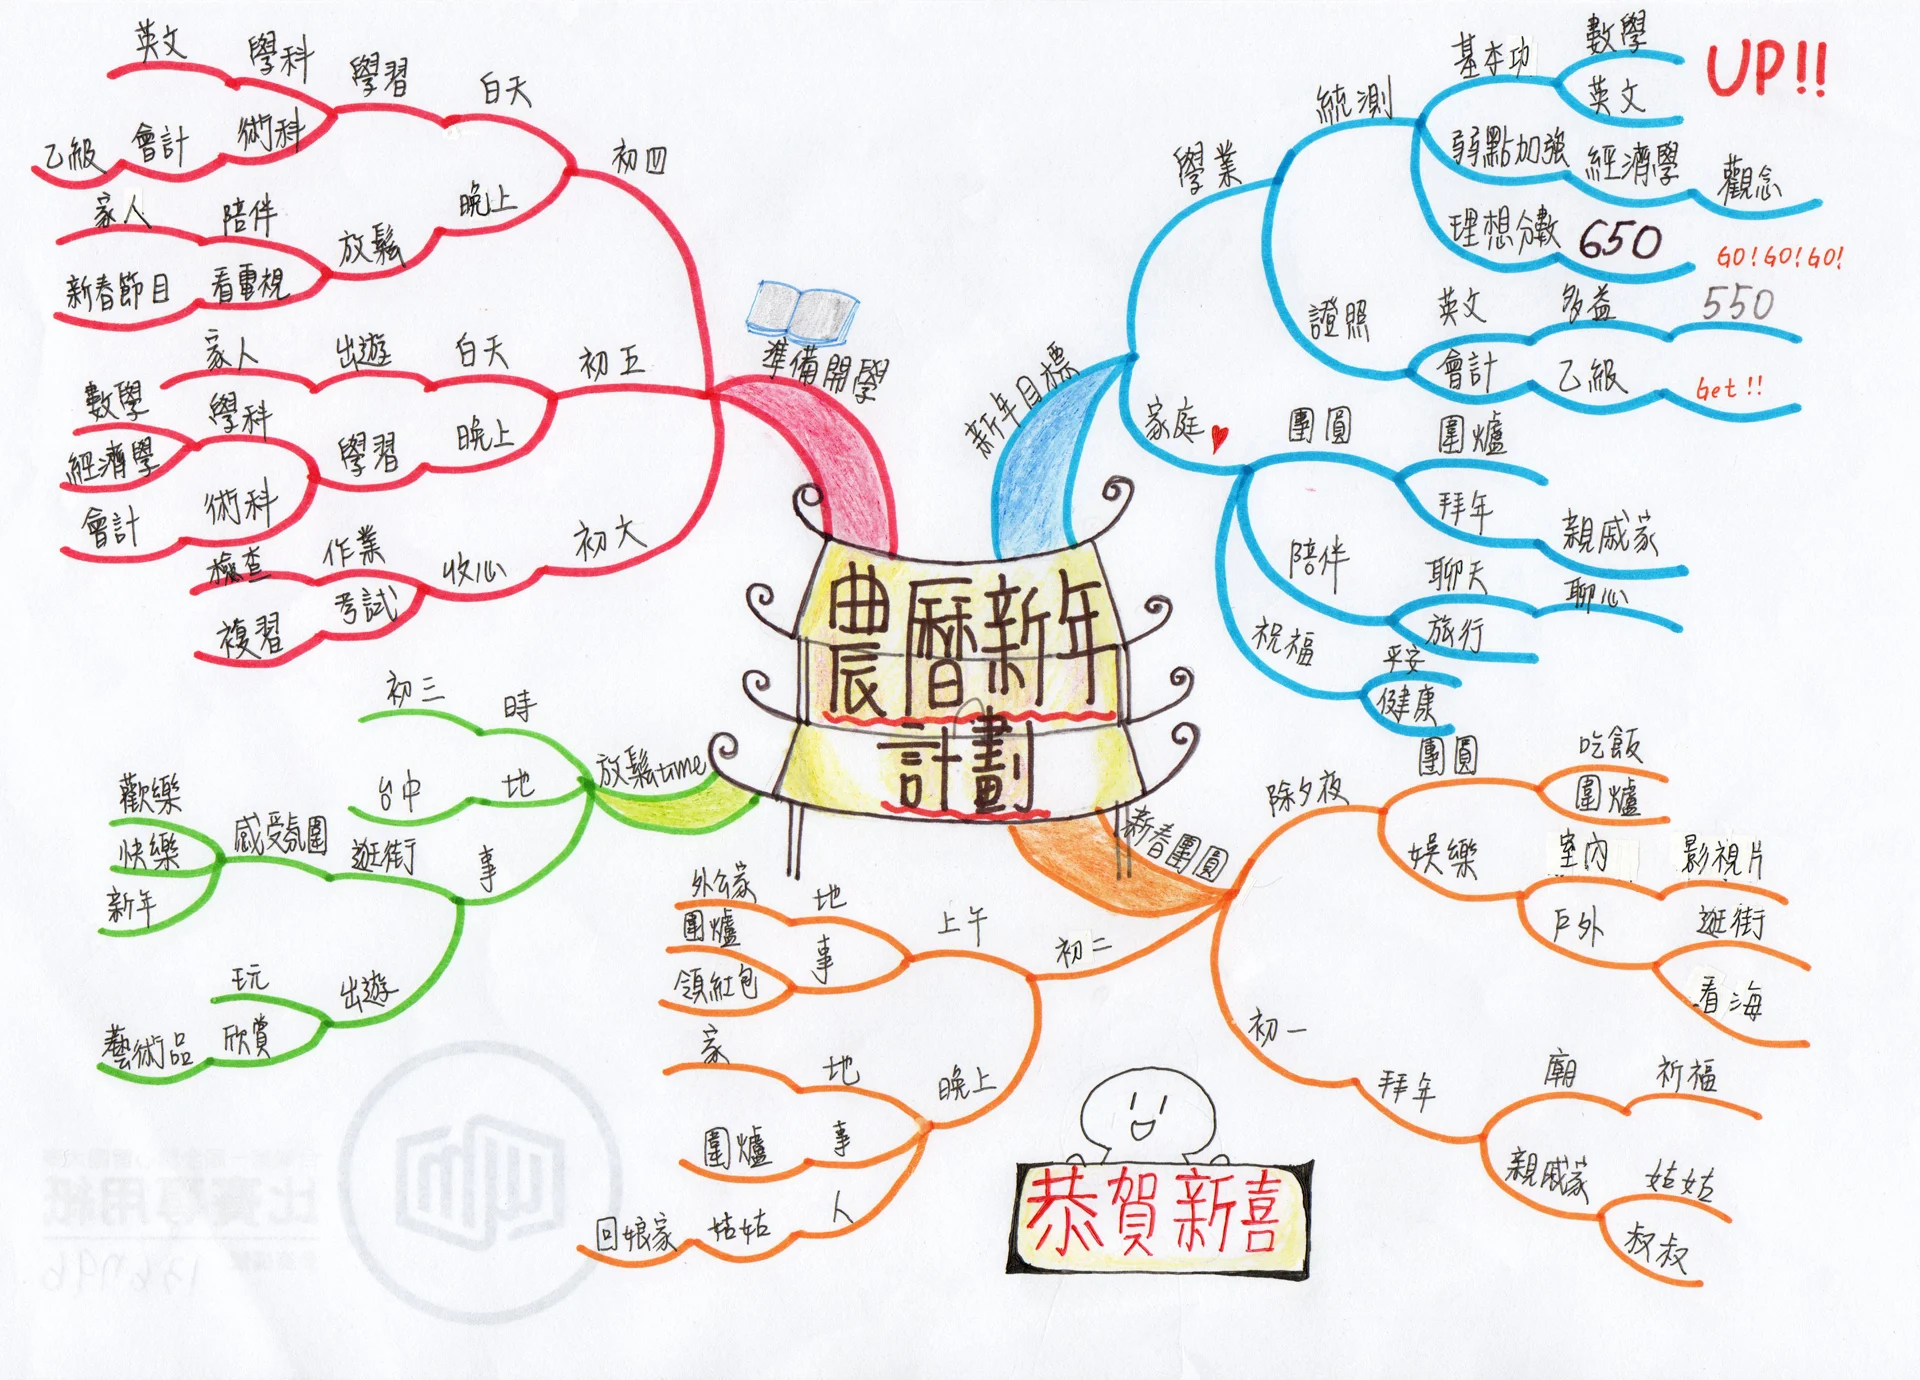 農曆新年
計劃
新年目標
學業
統測
基本功
數學
英文
UP!!
弱點加強
經濟學
觀念
理想分數
650
GO!GO!GO!
證照
英文
多益
550
會計
乙級
Get!!
家庭
團圓
圍爐
拜年
親戚家
陪伴
聊天
聊心
旅行
祝福
平安
健康
新春團圓
除夕夜
團圓
吃飯
圍爐
娛樂
室內
影視片
戶外
逛街
看海
初一
拜年
廟
祈福
親戚家
姑姑
叔叔
初二
上午
地
外公家
事
圍爐
領紅包
晚上
地
家
事
圍爐
人
姑姑
回娘家
放鬆time
時
初三
地
台中
事
逛街
感受氛圍
歡樂
快樂
新年
出遊
玩
欣賞
藝術品
準備開學
初四
白天
學習
學科
英文
術科
會計
乙級
晚上
放鬆
陪伴
家人
看電視
新春節目
初五
白天
出遊
家人
晚上
學習
學科
數學
經濟學
術科
會計
初六
收心
作業
檢查
考試
複習
恭賀新喜
比賽專用紙